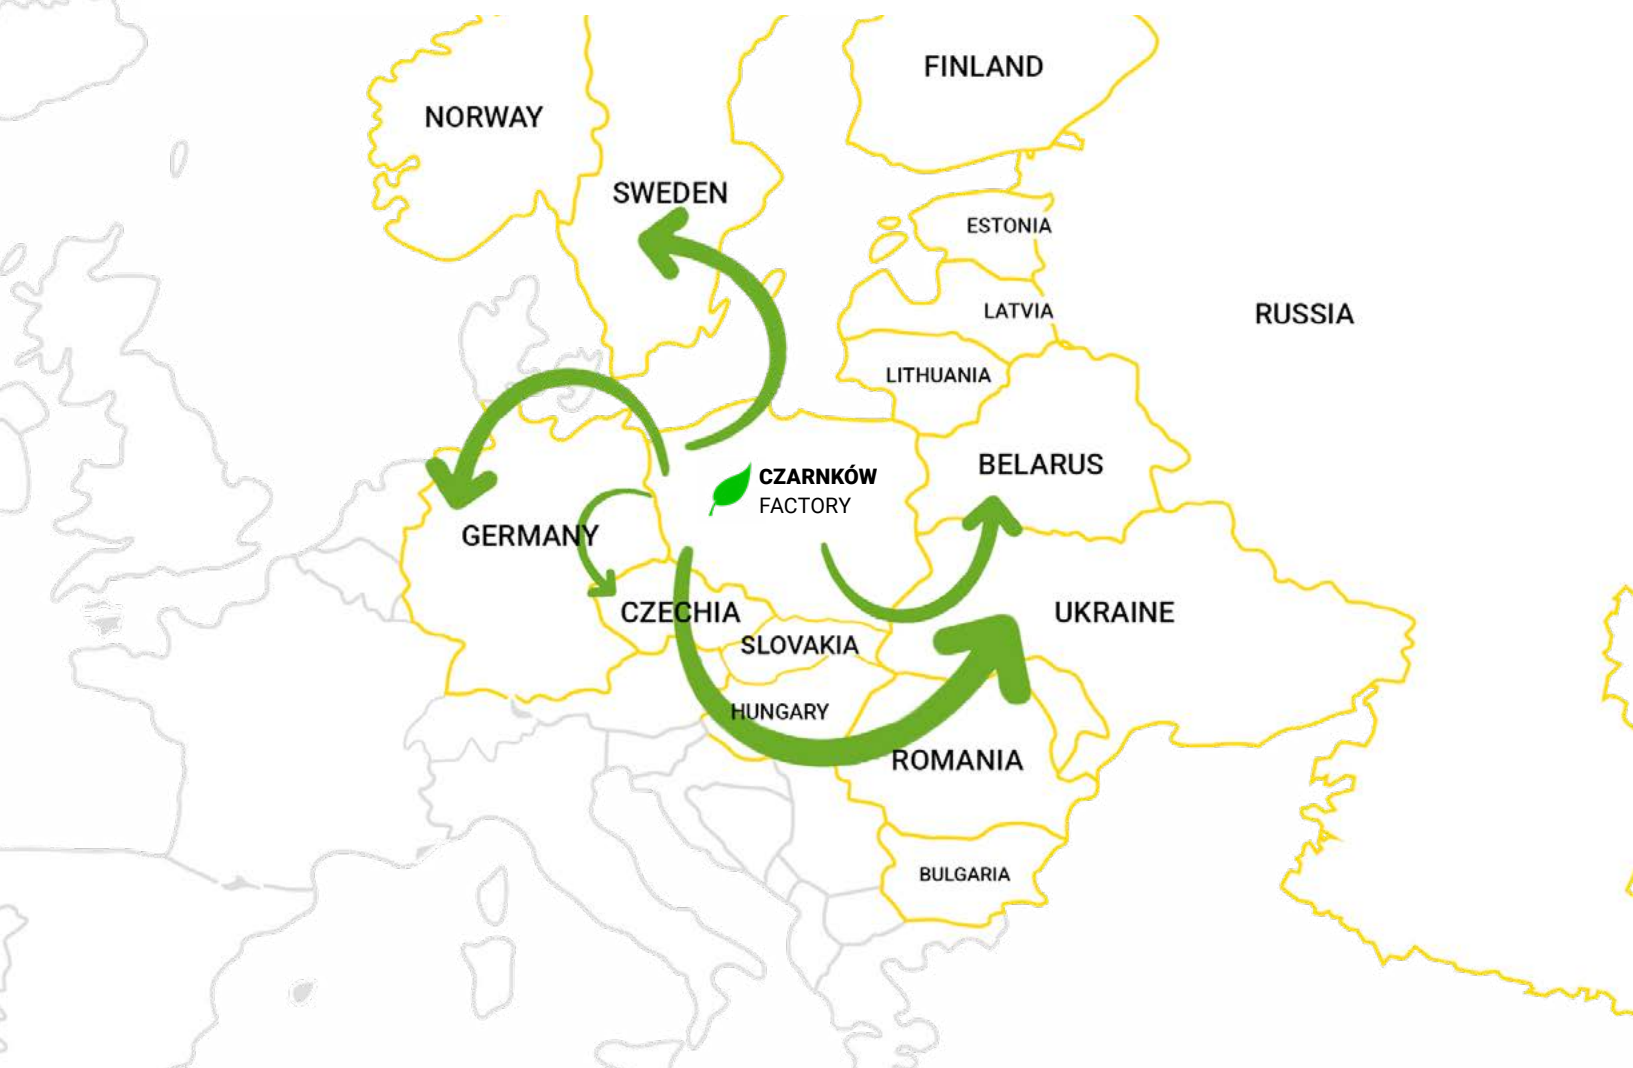 FINLAND
NORWAY
SWEDEN
ESTONIA
LATVIA
RUSSIA
LITHUANIA
BELARUS
CZARNKÓW
FACTORY
GERMANY
CZECHIA
UKRAINE
SLOVAKIA
HUNGARY
ROMANIA
BULGARIA